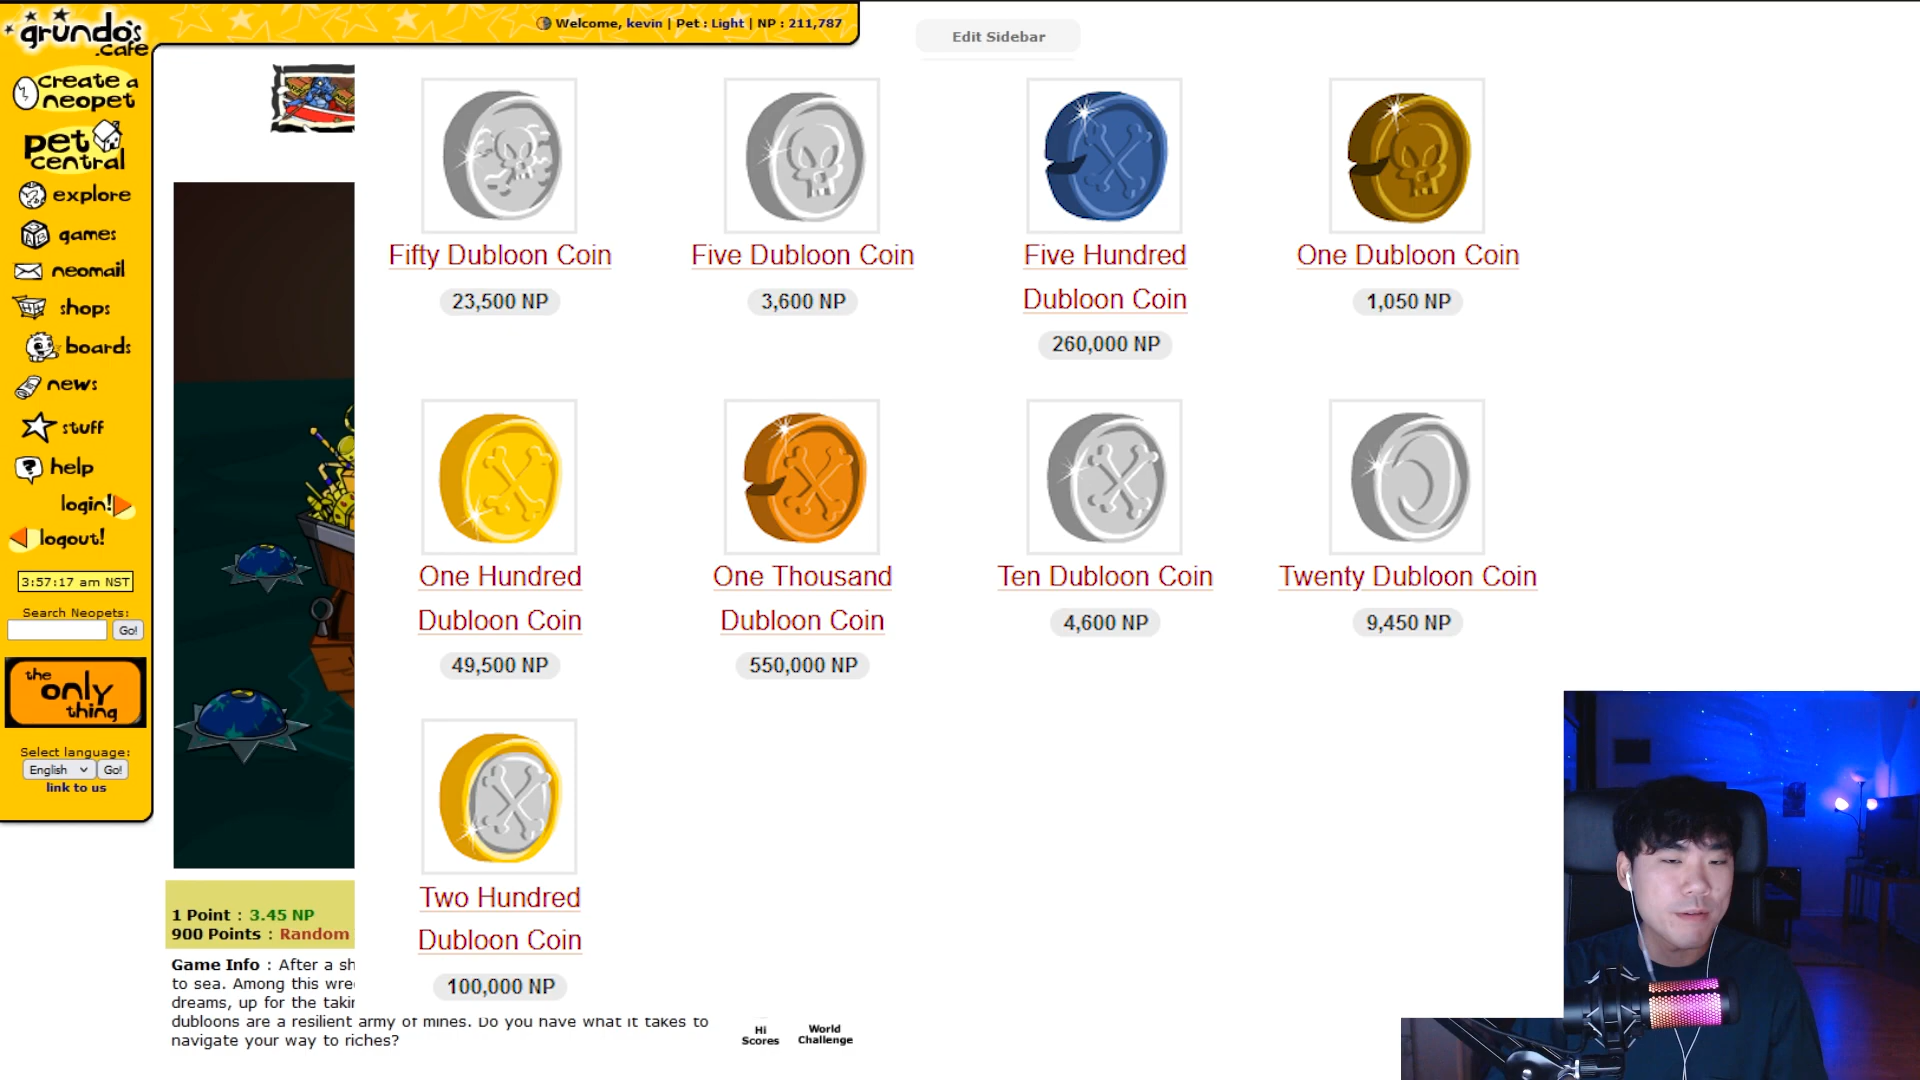 grundo's
.cafe
Welcome, kevin | Pet : Light | NP : 211,787
Edit Sidebar
create a
neopet
pet
central
explore
games
neomail
shops
boards
news
stuff
help
login!
logout!
3:57:17 am NST
Search Neopets:
Go!
the
only
thing
Select language:
English
Go!
link to us
Fifty Dubloon Coin
23,500 NP
Five Dubloon Coin
3,600 NP
Five Hundred
Dubloon Coin
260,000 NP
One Dubloon Coin
1,050 NP
One Hundred
Dubloon Coin
49,500 NP
One Thousand
Dubloon Coin
550,000 NP
Ten Dubloon Coin
4,600 NP
Twenty Dubloon Coin
9,450 NP
Two Hundred
Dubloon Coin
100,000 NP
1 Point : 3.45 NP
900 Points : Random
Game Info : After a sh
to sea. Among this wre
dreams, up for the takin
dubloons are a resilient army of mines. Do you have what it takes to
navigate your way to riches?
Hi
Scores
World
Challenge